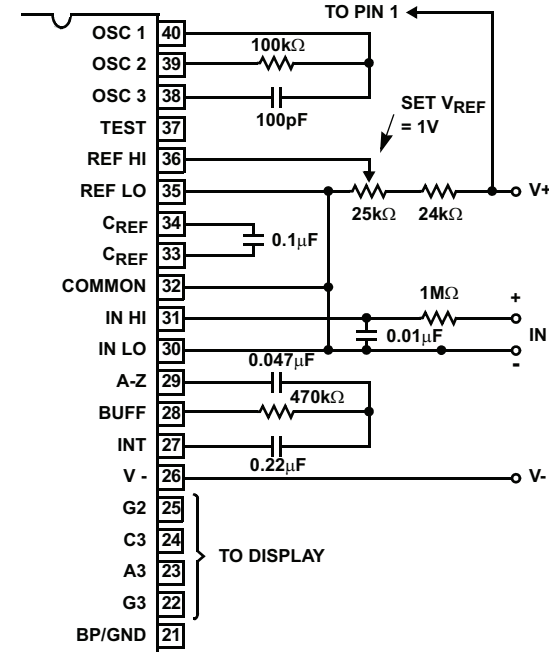 TO PIN 1
OSC 1 40
100kΩ
OSC 2 39
OSC 3 38
100pF
SET VREF
= 1V
TEST 37
REF HI 36
REF LO 35
V+
25kΩ 24kΩ
CREF 34
0.1µF
CREF 33
COMMON 32
1MΩ
+
IN HI 31
0.01µF
IN
IN LO 30
-
0.047µF
A-Z 29
470kΩ
BUFF 28
INT 27
0.22µF
V - 26
V-
G2 25
C3 24
TO DISPLAY
A3 23
G3 22
BP/GND 21